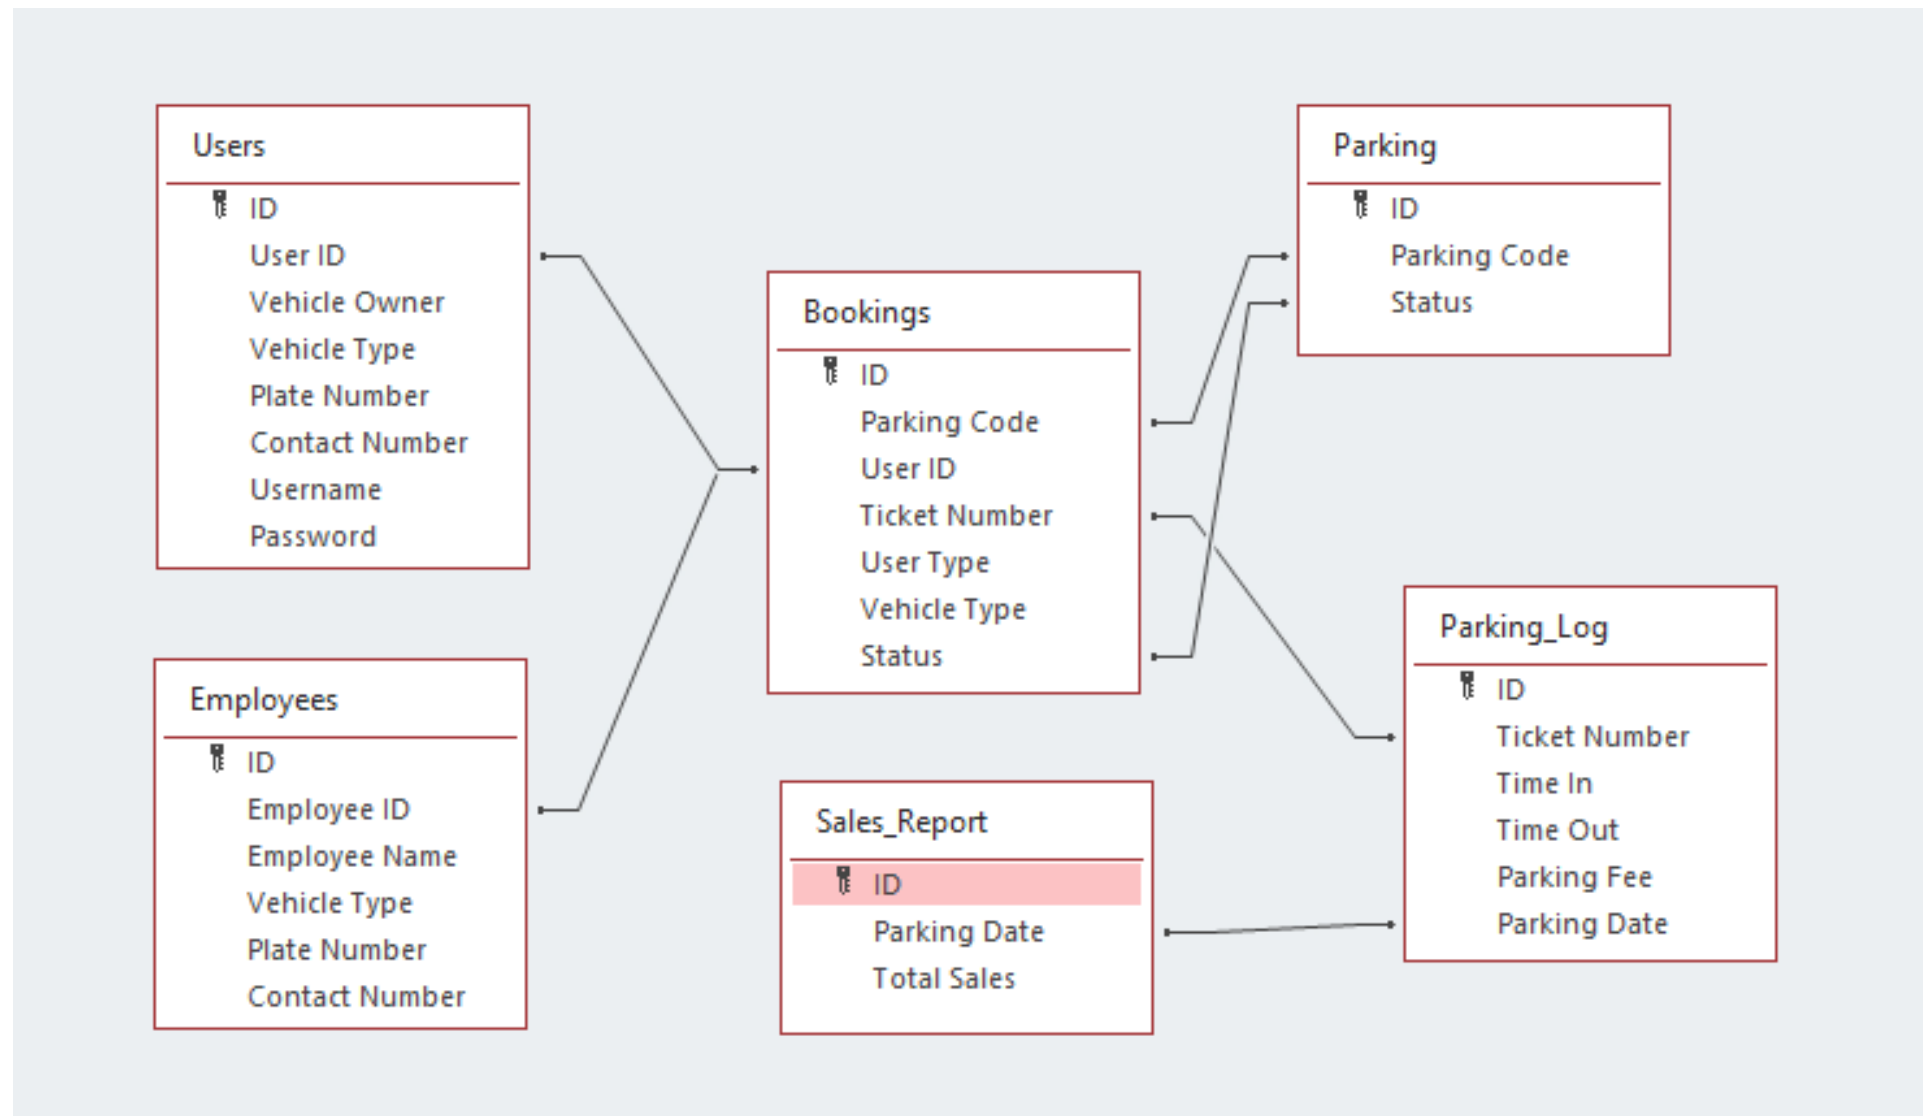 Users
ID
User ID
Vehicle Owner
Vehicle Type
Plate Number
Contact Number
Username
Password
Employees
ID
Employee ID
Employee Name
Vehicle Type
Plate Number
Contact Number
Bookings
ID
Parking Code
User ID
Ticket Number
User Type
Vehicle Type
Status
Sales_Report
ID
Parking Date
Total Sales
Parking
ID
Parking Code
Status
Parking_Log
ID
Ticket Number
Time In
Time Out
Parking Fee
Parking Date